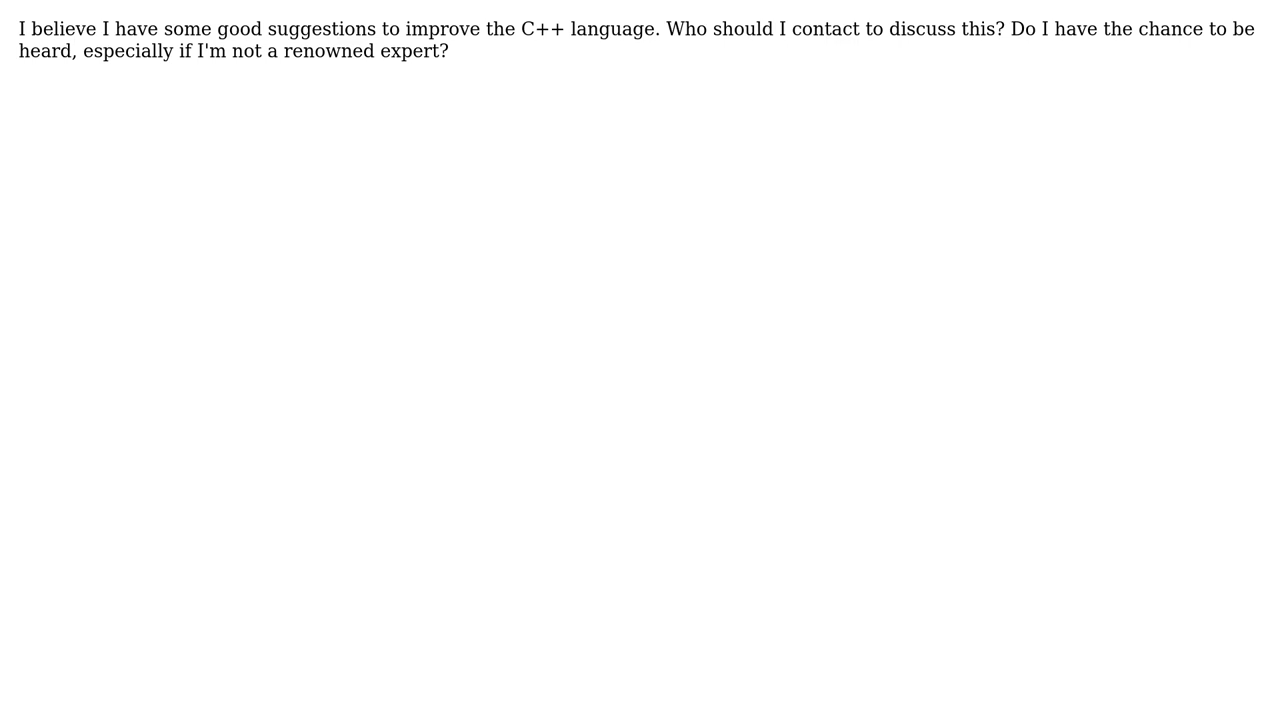 I believe I have some good suggestions to improve the C++ language. Who should I contact to discuss this? Do I have the chance to be
heard, especially if I'm not a renowned expert?